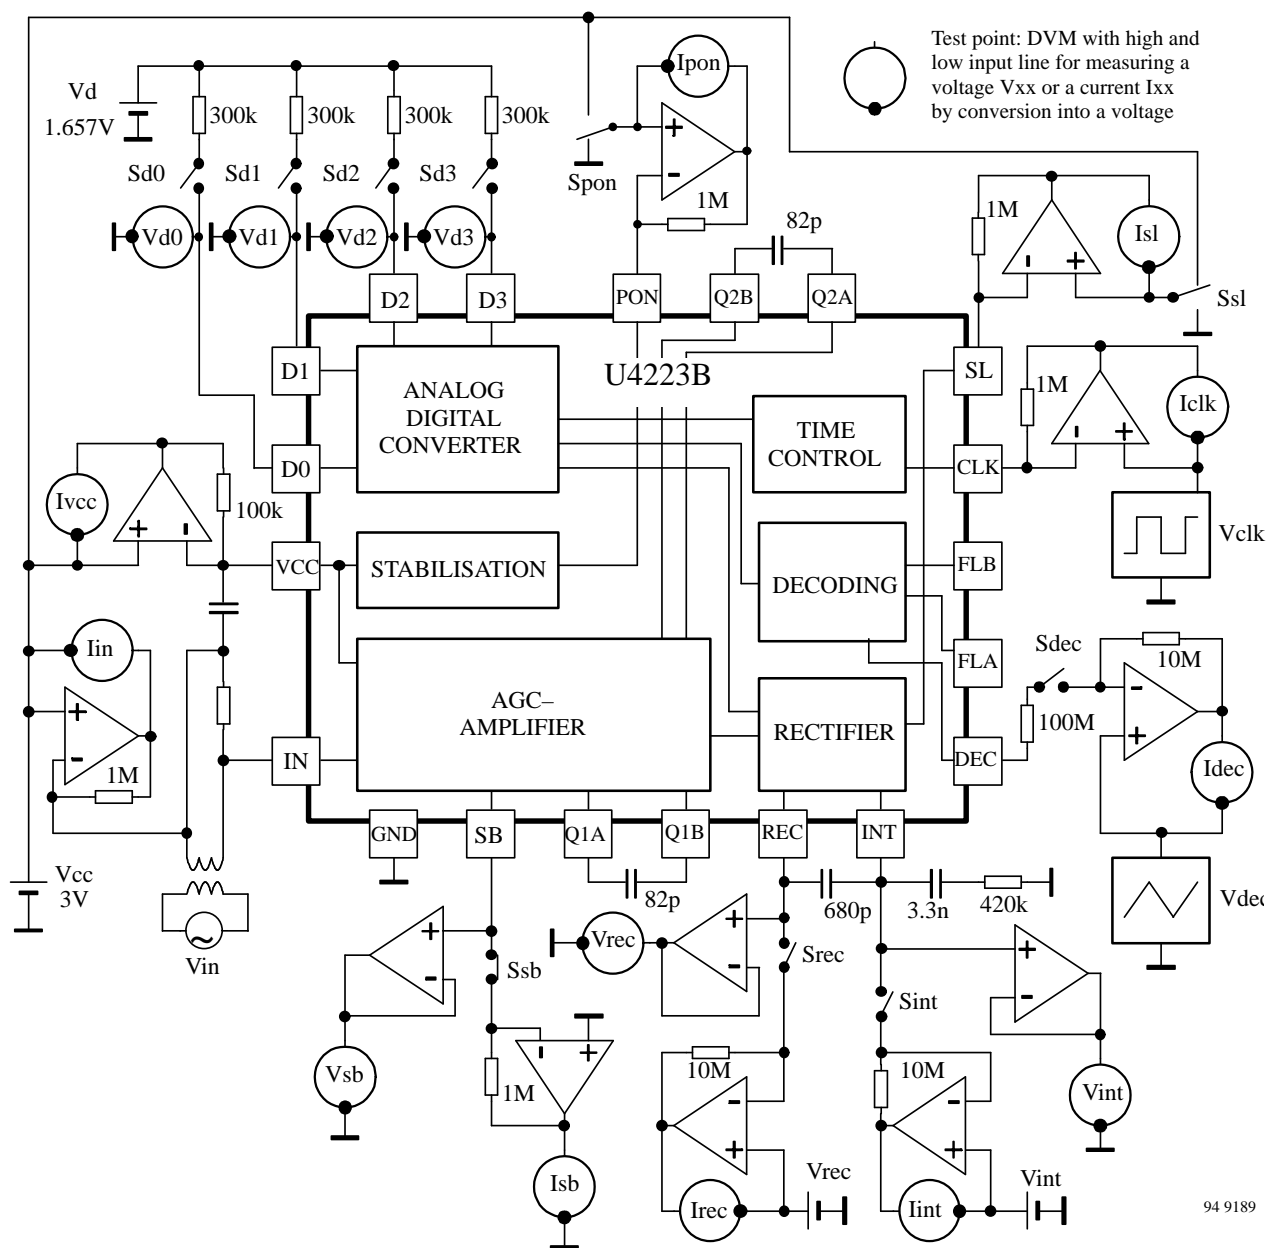 Test point: DVM with high and
low input line for measuring a
voltage Vxx or a current Ixx
by conversion into a voltage
Ipon
Vd
1.657V
300k
300k
300k
300k
+
-
Sd0
Sd1
Sd2
Sd3
Spon
1M
82p
1M
Isl
Vd0
Vd1
Vd2
Vd3
- +
Ssl
D2
D3
PON
Q2B
Q2A
D1
U4223B
SL
ANALOG
DIGITAL
CONVERTER
1M
Iclk
TIME
CONTROL
- +
D0
CLK
Ivcc
100k
+ -
Vclk
VCC
STABILISATION
DECODING
FLB
Iin
FLA
Sdec
10M
AGC–
AMPLIFIER
RECTIFIER
+
-
-
+
100M
IN
DEC
1M
Idec
GND
SB
Q1A
Q1B
REC
INT
Vcc
3V
82p
680p
3.3n
420k
Vdec
Vin
~
+
-
Ssb
Vrec
+
-
Srec
+
-
Sint
Vsb
- +
1M
10M
10M
Vint
-
+
-
+
Isb
Vrec
Vint
Irec
Iint
94 9189